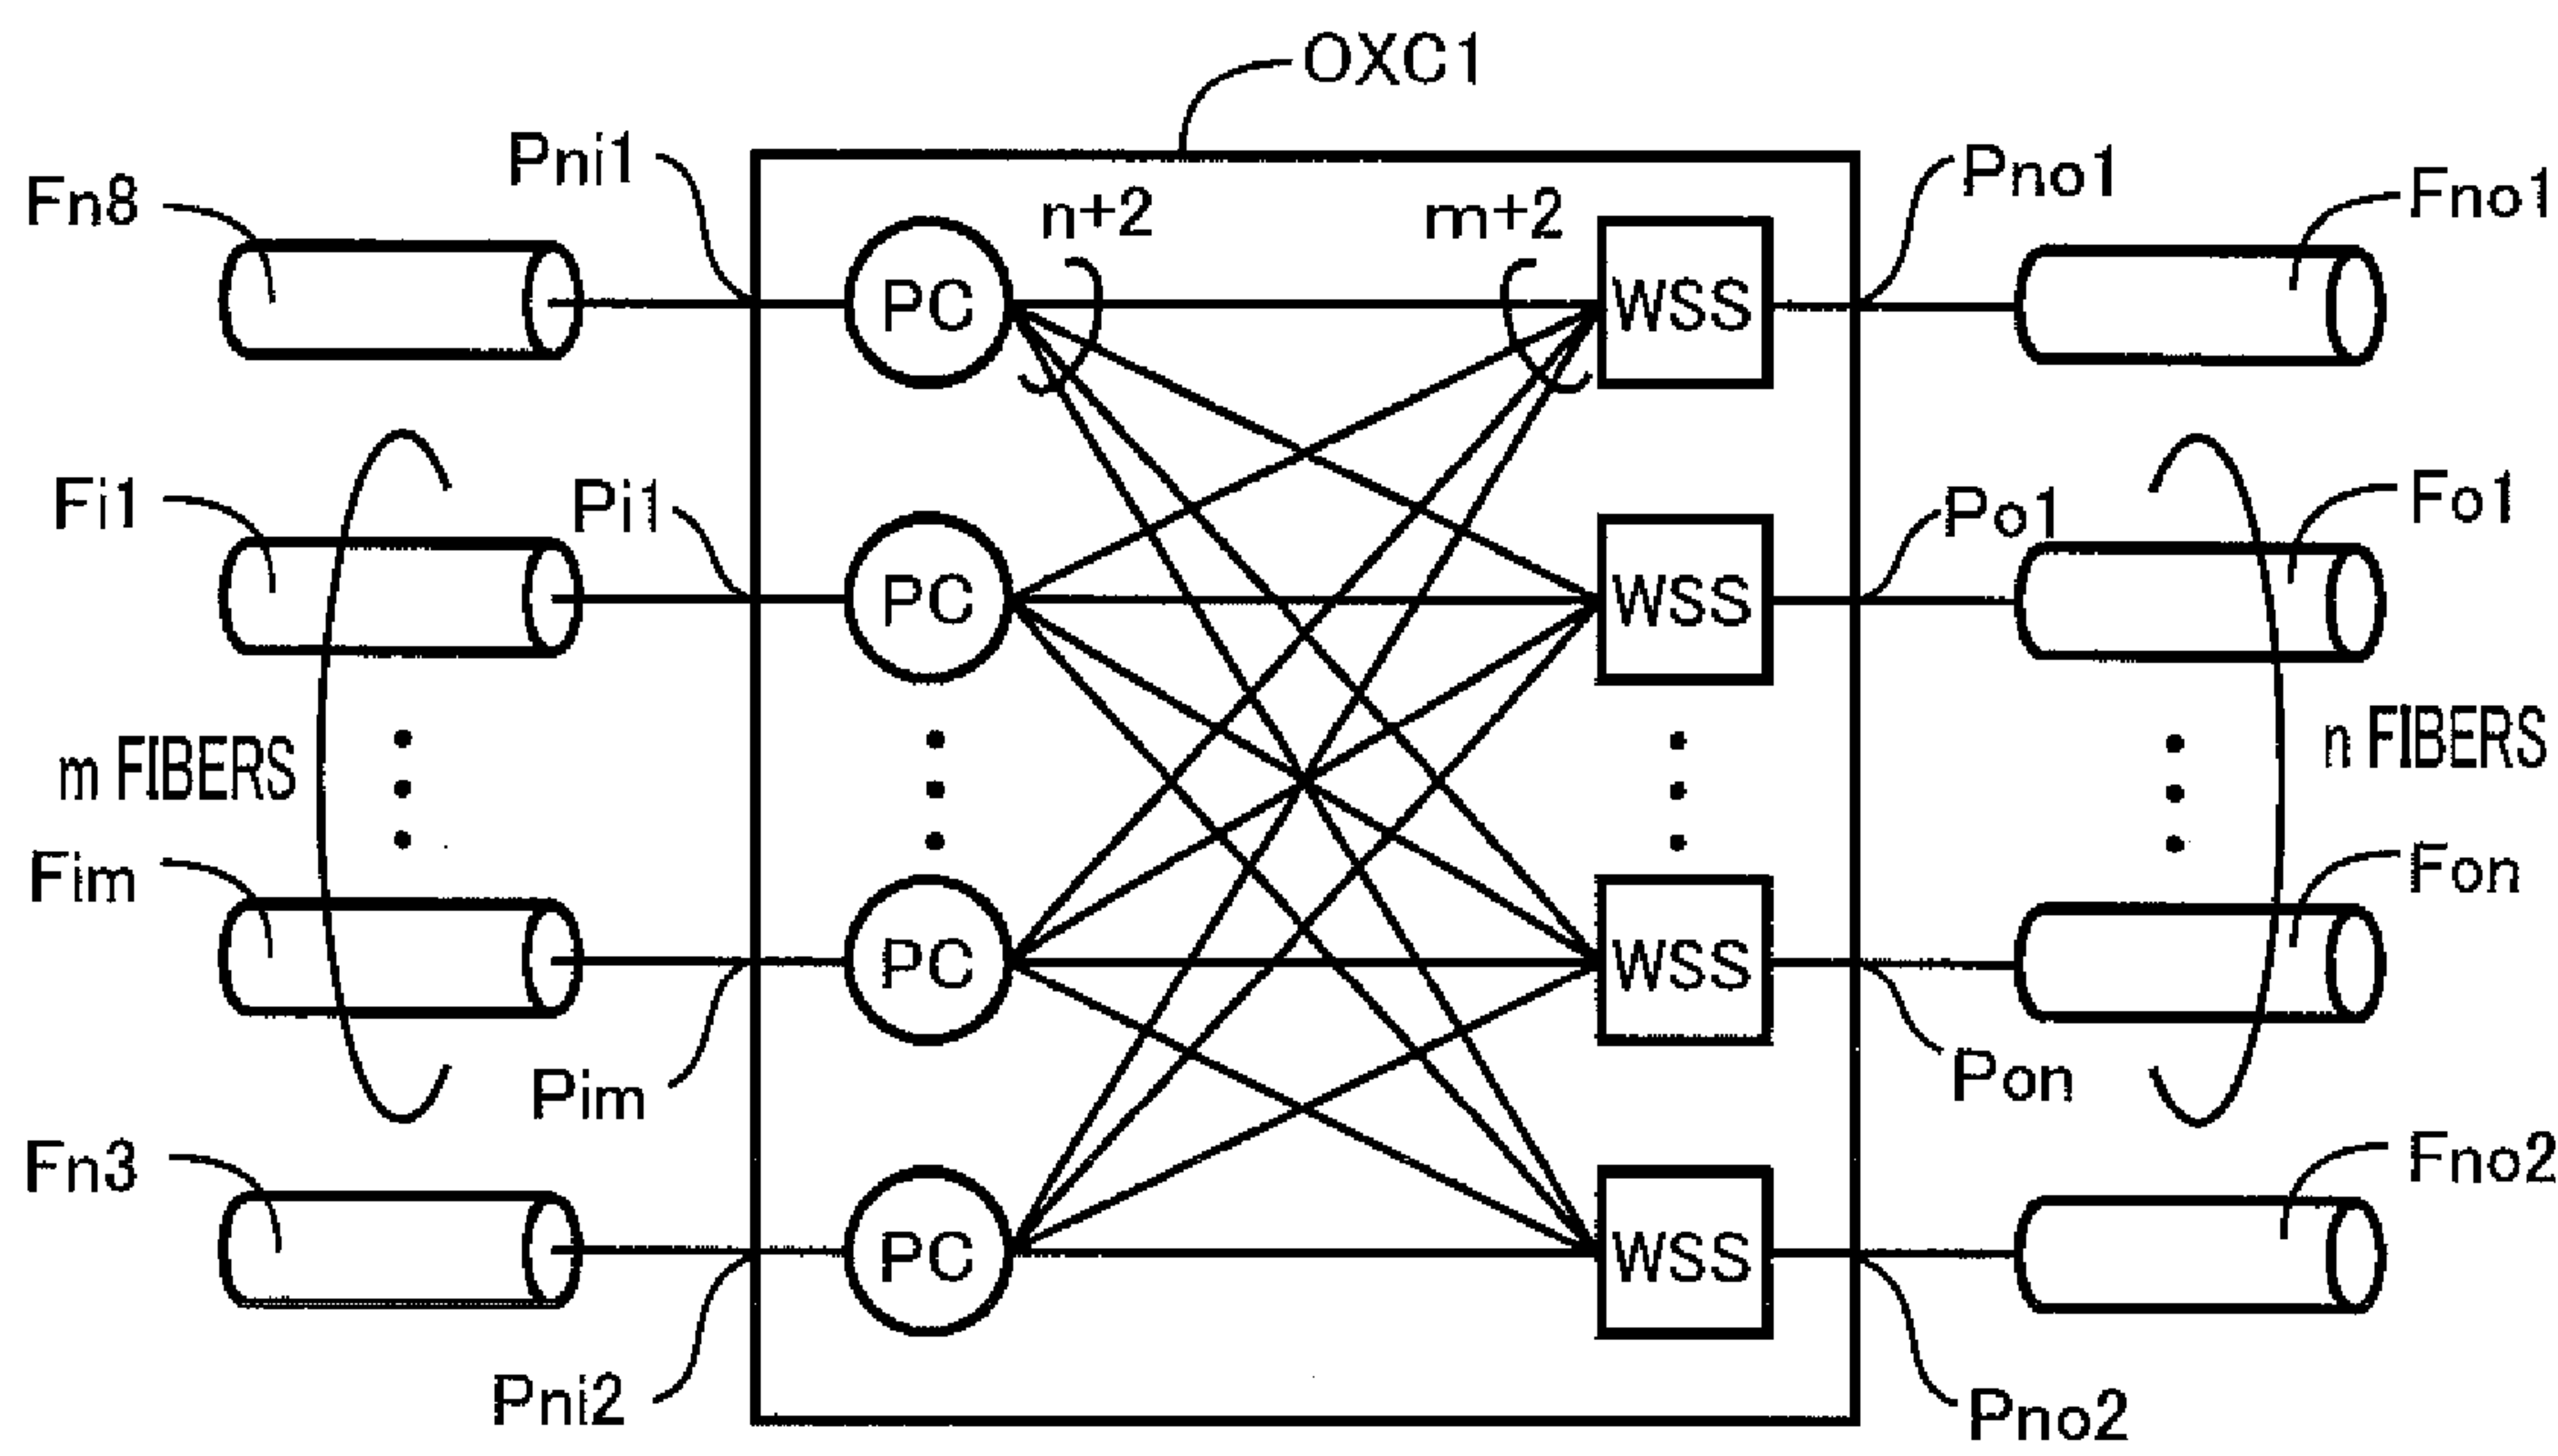 OXC1
Pni1
Pno1
Fn8
Fno1
n+2
m+2
PC
WSS
Fi1
Pi1
Po1
Fo1
PC
WSS
m FIBERS
n FIBERS
Fim
Fon
PC
WSS
Pim
Pon
Fn3
Fno2
PC
WSS
Pni2
Pno2